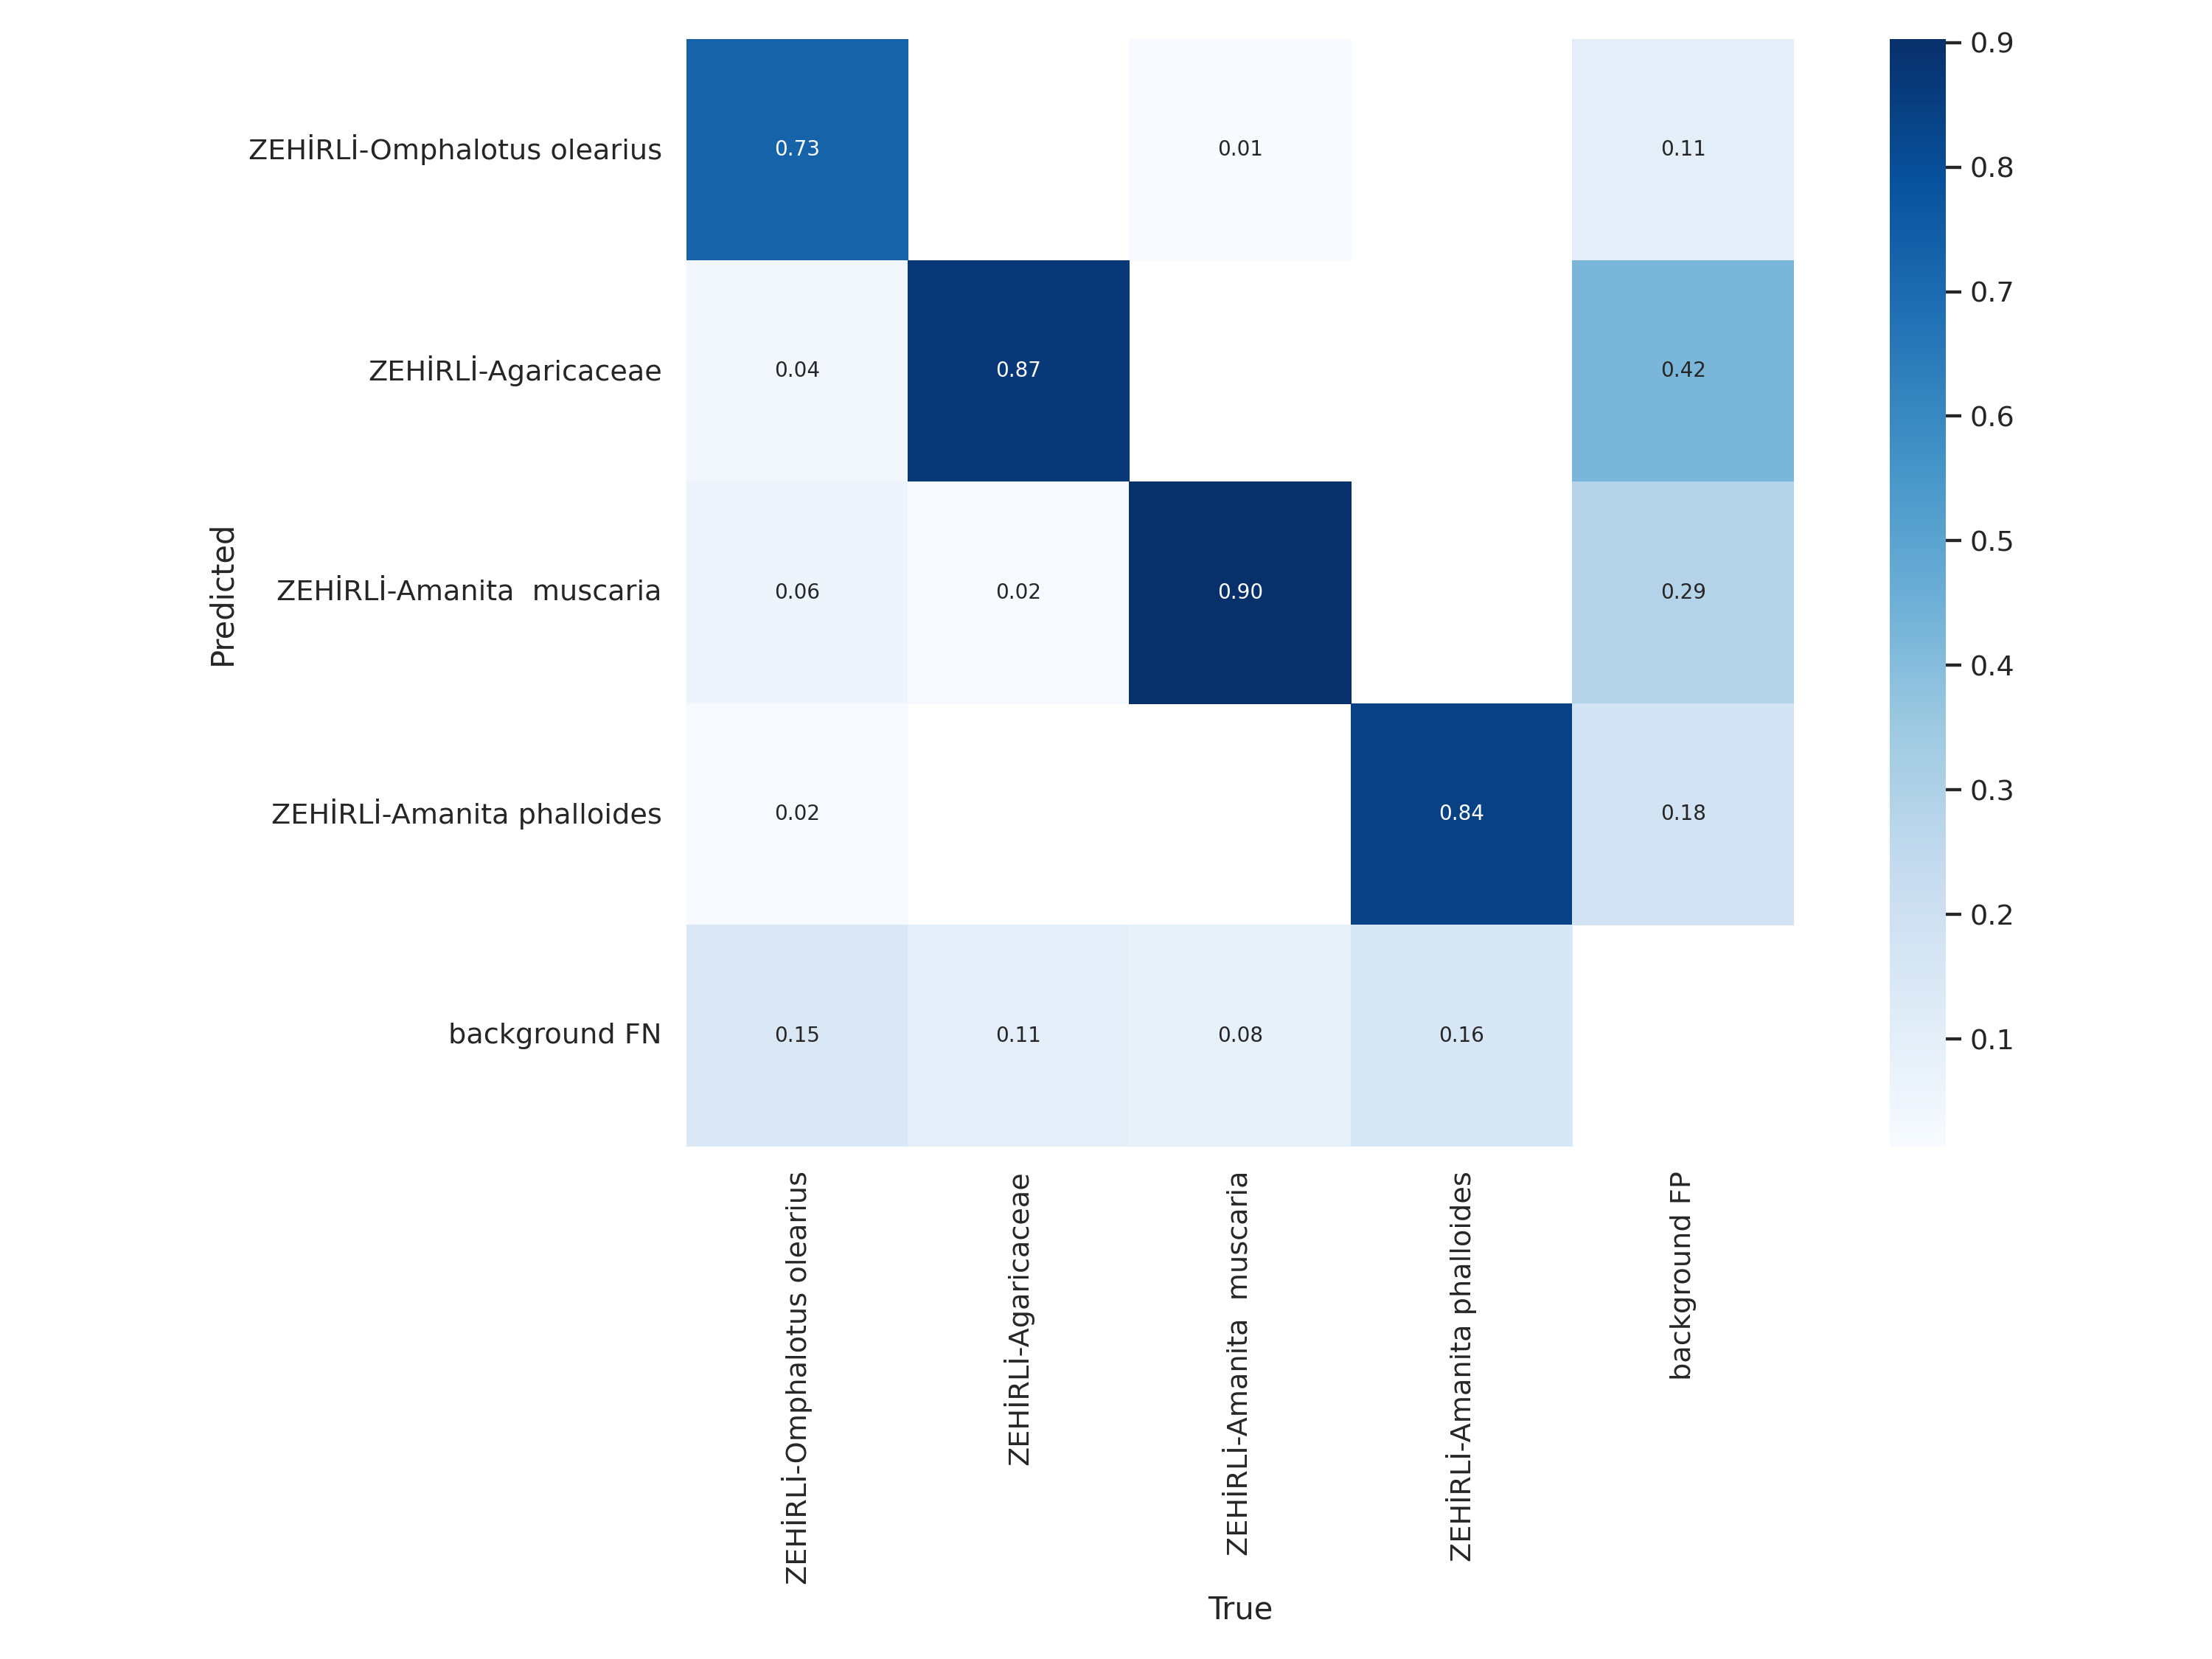 ZEHİRLİ-Omphalotus olearius
0.73
0.01
0.11
ZEHİRLİ-Agaricaceae
0.04
0.87
0.42
ZEHİRLİ-Amanita  muscaria
0.06
0.02
0.90
0.29
ZEHİRLİ-Amanita phalloides
0.02
0.84
0.18
background FN
0.15
0.11
0.08
0.16
Predicted
ZEHİRLİ-Omphalotus olearius
ZEHİRLİ-Agaricaceae
ZEHİRLİ-Amanita  muscaria
ZEHİRLİ-Amanita phalloides
background FP
True
0.9
0.8
0.7
0.6
0.5
0.4
0.3
0.2
0.1